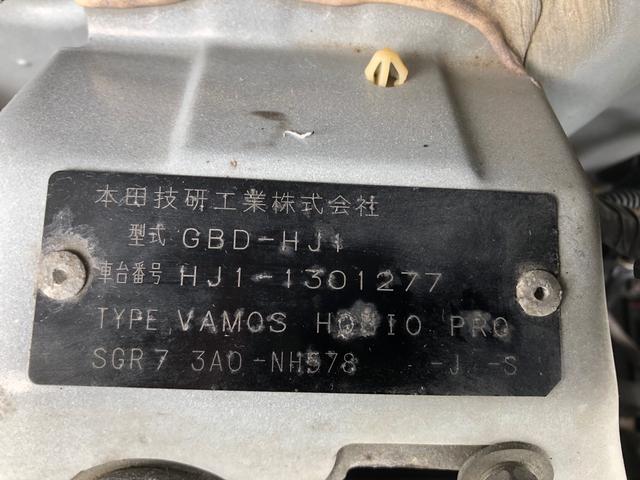 本田技研工業株式会社
型式 GBD-HJ1
車台番号 HJ1-1301277
TYPE VAMOS HOBIO PRO
SGR7 3A0-NH578 -J -S